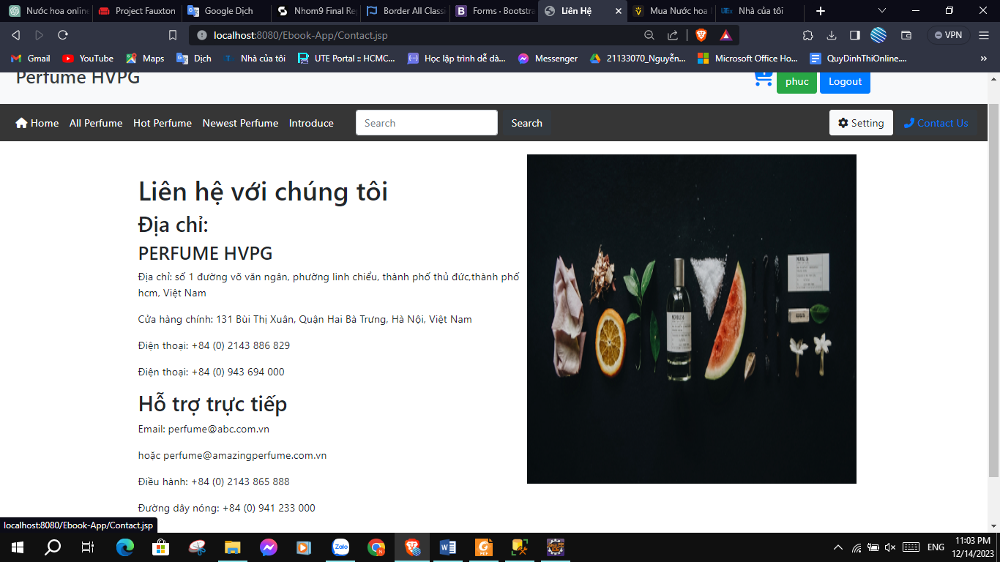 Nước hoa online
Project Fauxton
Google Dịch
Nhom9 Final Re
Border All Class
Forms · Bootstra
Liên Hệ
Mua Nước hoa
Nhà của tôi
localhost:8080/Ebook-App/Contact.jsp
VPN
Gmail
YouTube
Maps
Dịch
Nhà của tôi
UTE Portal :: HCMC...
Học lập trình dễ dà...
Messenger
21133070_Nguyễn...
Microsoft Office Ho...
QuyDinhThiOnline....
»
Perfume HVPG
phuc
Logout
Home
All Perfume
Hot Perfume
Newest Perfume
Introduce
Search
Search
Setting
Contact Us
Liên hệ với chúng tôi
Địa chỉ:
PERFUME HVPG
Địa chỉ: số 1 đường võ văn ngân, phường linh chiểu, thành phố thủ đức,thành phố
hcm, Việt Nam
Cửa hàng chính: 131 Bùi Thị Xuân, Quận Hai Bà Trưng, Hà Nội, Việt Nam
Điện thoại: +84 (0) 2143 886 829
Điện thoại: +84 (0) 943 694 000
Hỗ trợ trực tiếp
Email: perfume@abc.com.vn
hoặc perfume@amazingperfume.com.vn
Điều hành: +84 (0) 2143 865 888
Đường dây nóng: +84 (0) 941 233 000
localhost:8080/Ebook-App/Contact.jsp
Zalo
ENG
11:03 PM
12/14/2023